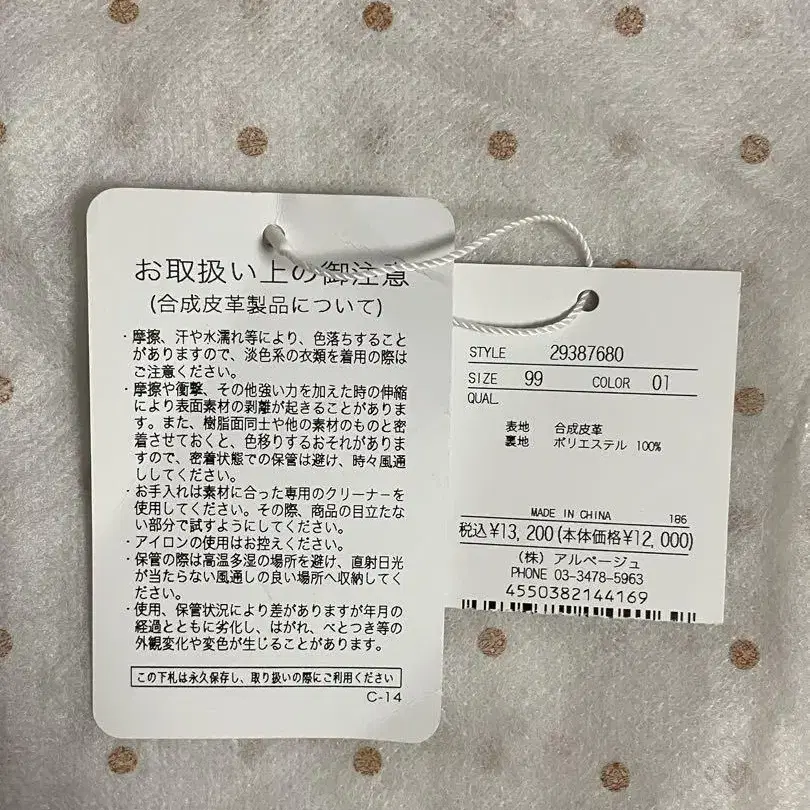 お取扱い上の御注意
(合成皮革製品について)
・摩擦、汗や水濡れ等により、色落ちすること
がありますので、淡色系の衣類を着用の際は
ご注意ください。
・摩擦や衝撃、その他強い力を加えた時の伸縮
により表面素材の剥離が起きることがありま
す。また、樹脂面同士や他の素材のものと密
着させておくと、色移りするおそれがありま
すので、密着状態での保管は避け、時々風通
ししてください。
・お手入れは素材に合った専用のクリーナーを
使用してください。その際、商品の目立たな
い部分で試すようにしてください。
・アイロンの使用はお控えください。
・保管の際は高温多湿の場所を避け、直射日光
が当たらない風通しの良い場所へ収納してく
ださい。
・使用、保管状況により差がありますが年月の
経過とともに劣化し、はがれ、べとつき等の
外観変化や変色が生じることがあります。
この下札は永久保存し、取り扱いの際にご利用ください
C-14
STYLE 29387680
SIZE 99 COLOR 01
QUAL
表地 合成皮革
裏地 ポリエステル 100%
MADE IN CHINA 186
税込¥13,200(本体価格¥12,000)
(株) アルページュ
PHONE 03-3478-5963
4550382144169